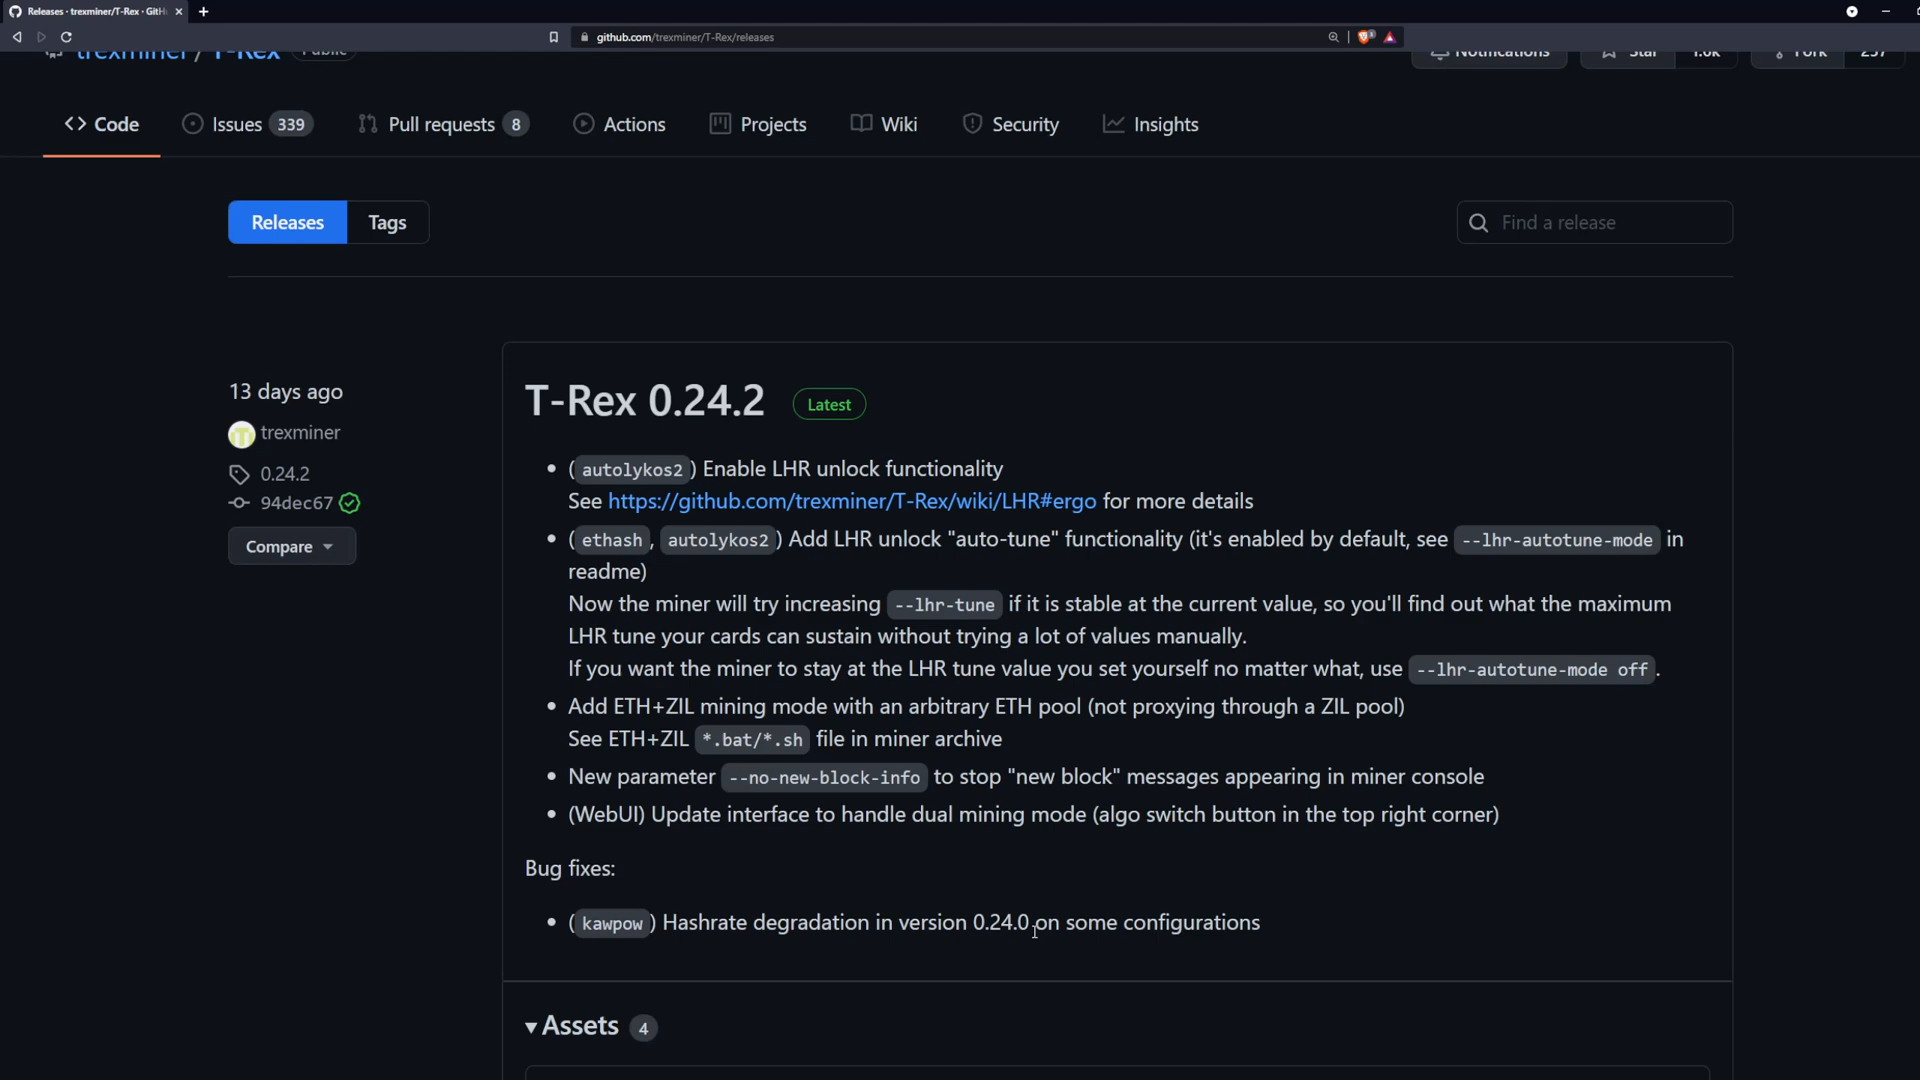 Releases · trexminer/T-Rex · GitH
github.com/trexminer/T-Rex/releases
trexminer / T-Rex Public
Notifications Star 1.6k Fork 237
Code Issues 339 Pull requests 8 Actions Projects Wiki Security Insights
Releases Tags Find a release
13 days ago
trexminer
0.24.2
94dec67
Compare
T-Rex 0.24.2 Latest
(autolykos2) Enable LHR unlock functionality
See https://github.com/trexminer/T-Rex/wiki/LHR#ergo for more details
(ethash, autolykos2) Add LHR unlock "auto-tune" functionality (it's enabled by default, see --lhr-autotune-mode in
readme)
Now the miner will try increasing --lhr-tune if it is stable at the current value, so you'll find out what the maximum
LHR tune your cards can sustain without trying a lot of values manually.
If you want the miner to stay at the LHR tune value you set yourself no matter what, use --lhr-autotune-mode off.
Add ETH+ZIL mining mode with an arbitrary ETH pool (not proxying through a ZIL pool)
See ETH+ZIL *.bat/*.sh file in miner archive
New parameter --no-new-block-info to stop "new block" messages appearing in miner console
(WebUI) Update interface to handle dual mining mode (algo switch button in the top right corner)
Bug fixes:
(kawpow) Hashrate degradation in version 0.24.0 on some configurations
Assets 4